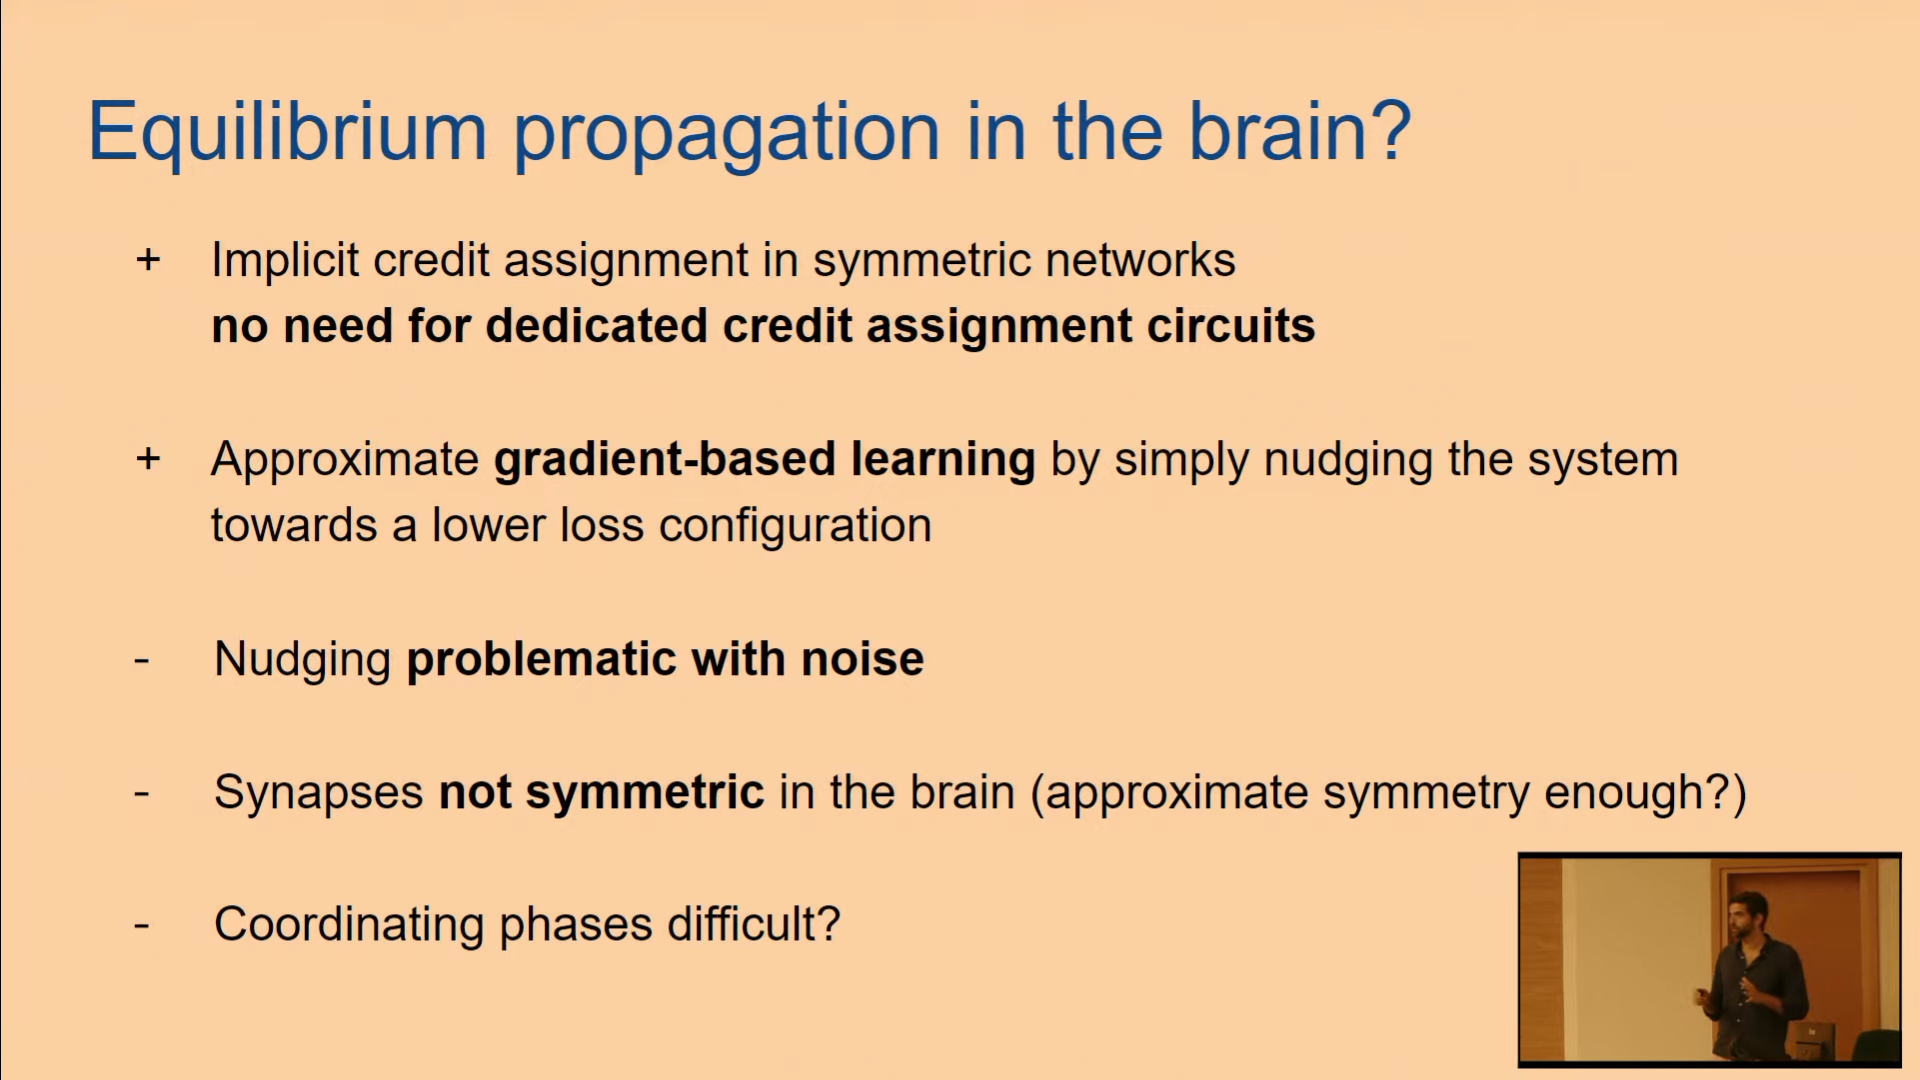 Equilibrium propagation in the brain?
+ Implicit credit assignment in symmetric networks
no need for dedicated credit assignment circuits
+ Approximate gradient-based learning by simply nudging the system
towards a lower loss configuration
- Nudging problematic with noise
- Synapses not symmetric in the brain (approximate symmetry enough?)
- Coordinating phases difficult?